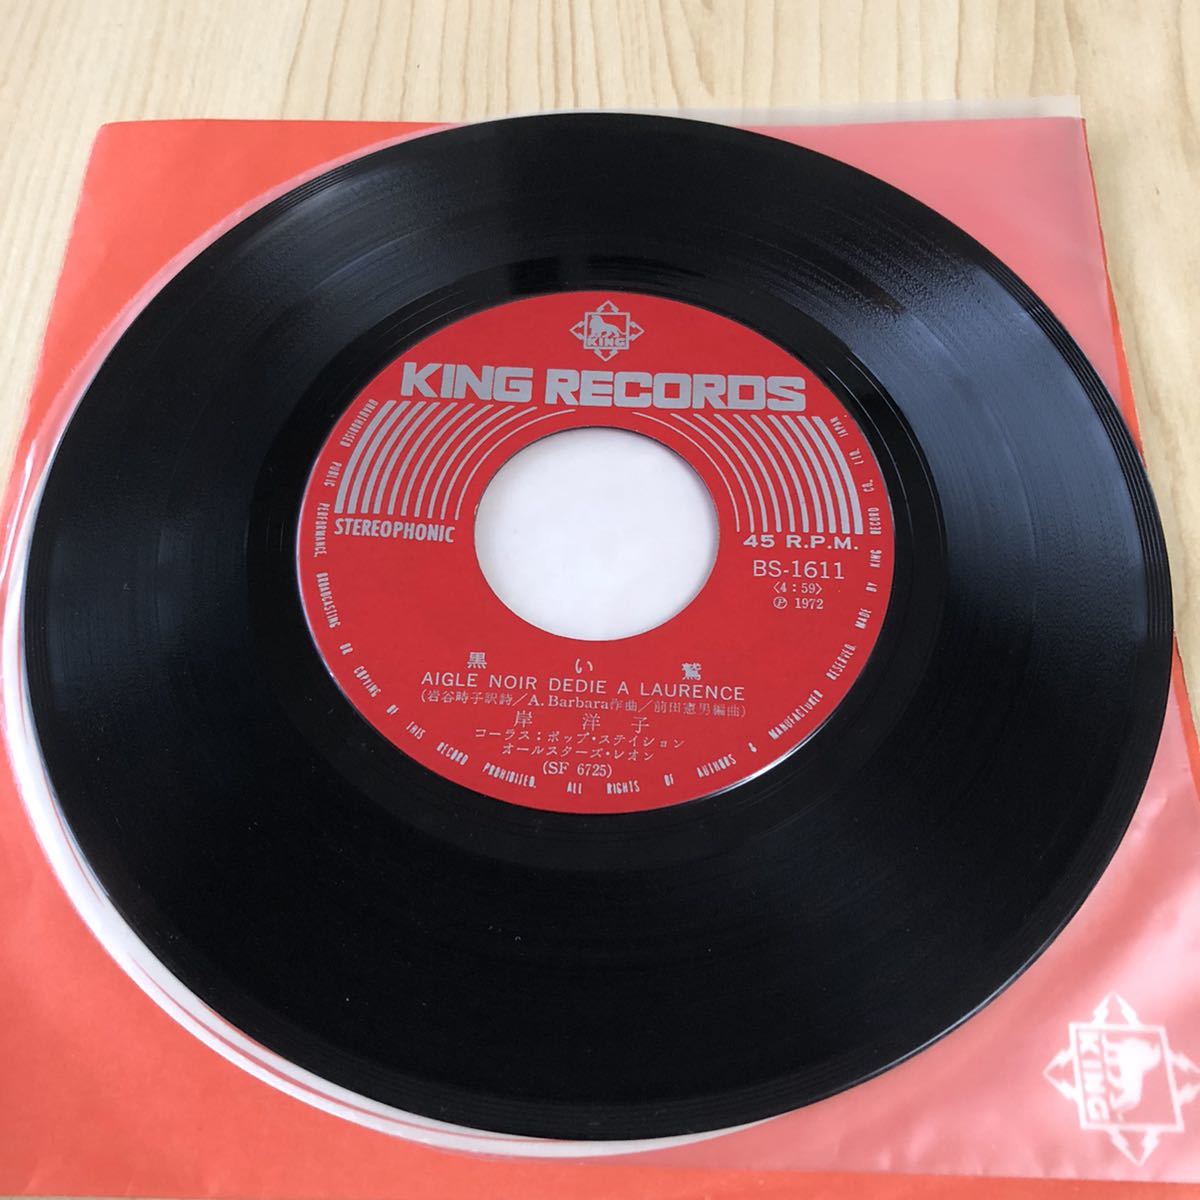 KING
KING RECORDS
STEREOPHONIC
45 R.P.M.
BS-1611
〈4:59〉
Ⓟ 1972
黒い鷲
AIGLE NOIR DEDIE A LAURENCE
(岩谷時子訳詩/A.Barbara作曲/前田憲男編曲)
岸洋子
コーラス:ポップ・ステイション
オールスターズ・レオン
(SF 6725)
UNAUTHORISED PUBLIC PERFORMANCE, BROADCASTING OR COPYING OF THIS RECORD PROHIBITED. ALL RIGHTS OF AUTHORS & MANUFACTURER RESERVED. MADE BY KING RECORD CO., LTD. JAPAN
KING